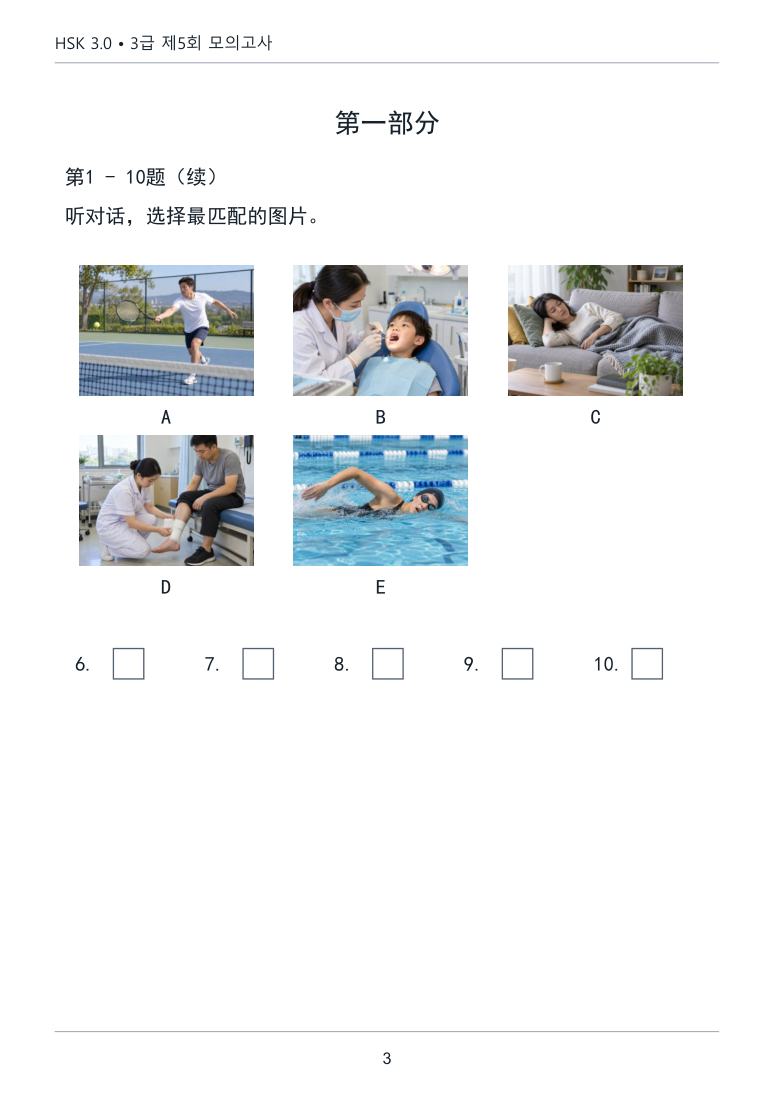 HSK 3.0 • 3급 제5회 모의고사
第一部分
第1 - 10题（续）
听对话，选择最匹配的图片。
A
B
C
D
E
6.
7.
8.
9.
10.
3